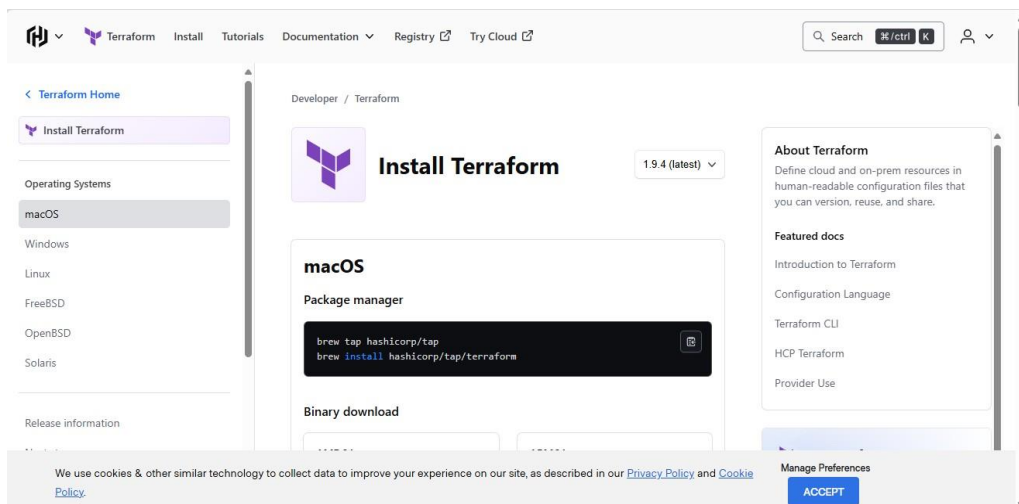 Terraform Install Tutorials Documentation Registry Try Cloud Search ⌘/ctrl K
Terraform Home
Install Terraform
Operating Systems
macOS
Windows
Linux
FreeBSD
OpenBSD
Solaris
Release information
Developer / Terraform
Install Terraform
1.9.4 (latest)
macOS
Package manager
brew tap hashicorp/tap
brew install hashicorp/tap/terraform
Binary download
About Terraform
Define cloud and on-prem resources in
human-readable configuration files that
you can version, reuse, and share.
Featured docs
Introduction to Terraform
Configuration Language
Terraform CLI
HCP Terraform
Provider Use
We use cookies & other similar technology to collect data to improve your experience on our site, as described in our Privacy Policy and Cookie
Policy.
Manage Preferences
ACCEPT